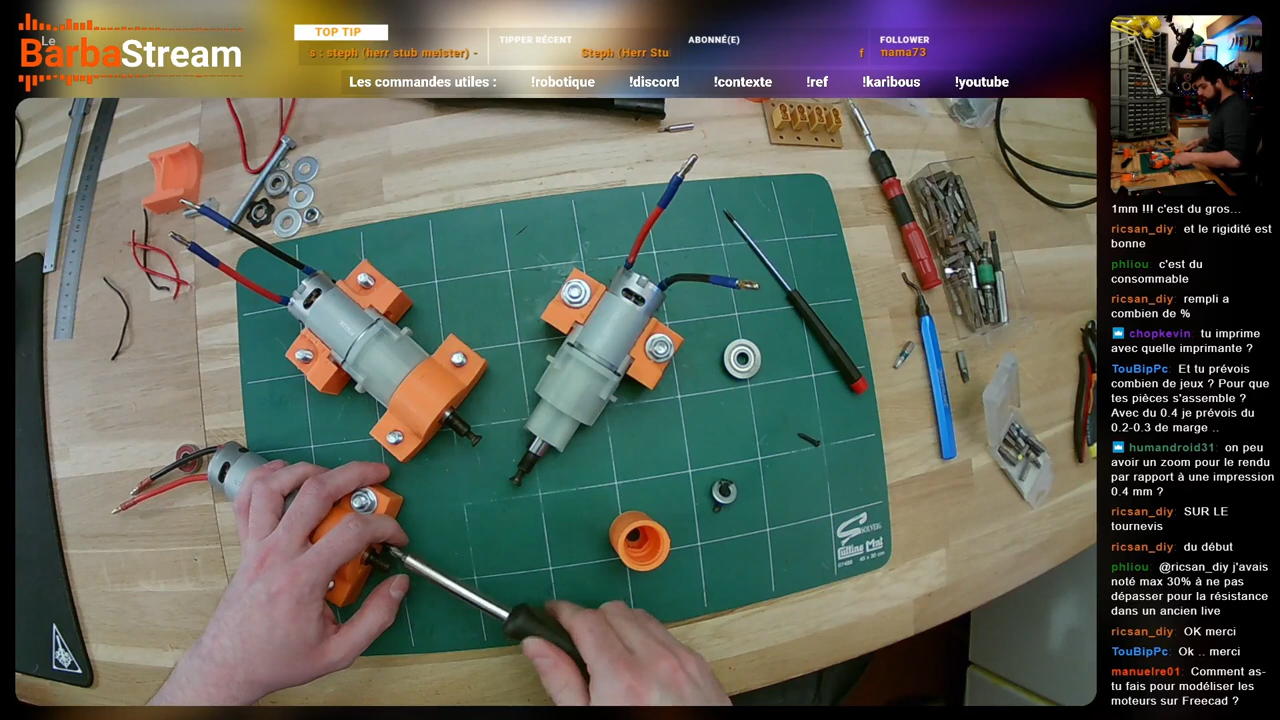 Le
BarbaStream
TOP TIP
s : steph (herr stub meister) -
TIPPER RÉCENT
Steph (Herr Stu
ABONNÉ(E)
f
FOLLOWER
nama73
Les commandes utiles : !robotique !discord !contexte !ref !karibous !youtube
1mm !!! c'est du gros...
ricsan_diy: et le rigidité est
bonne
phliou: c'est du
consommable
ricsan_diy: rempli a
combien de %
chopkevin: tu imprime
avec quelle imprimante ?
TouBipPc: Et tu prévois
combien de jeux ? Pour que
tes pièces s'assemble ?
Avec du 0.4 je prévois du
0.2-0.3 de marge ..
humandroid31: on peu
avoir un zoom pour le rendu
par rapport à une impression
0.4 mm ?
ricsan_diy: SUR LE
tournevis
ricsan_diy: du début
phliou: @ricsan_diy j'avais
noté max 30% à ne pas
dépasser pour la résistance
dans un ancien live
ricsan_diy: OK merci
TouBipPc: Ok .. merci
manuelre01: Comment as-
tu fais pour modéliser les
moteurs sur Freecad ?
Cutting Mat